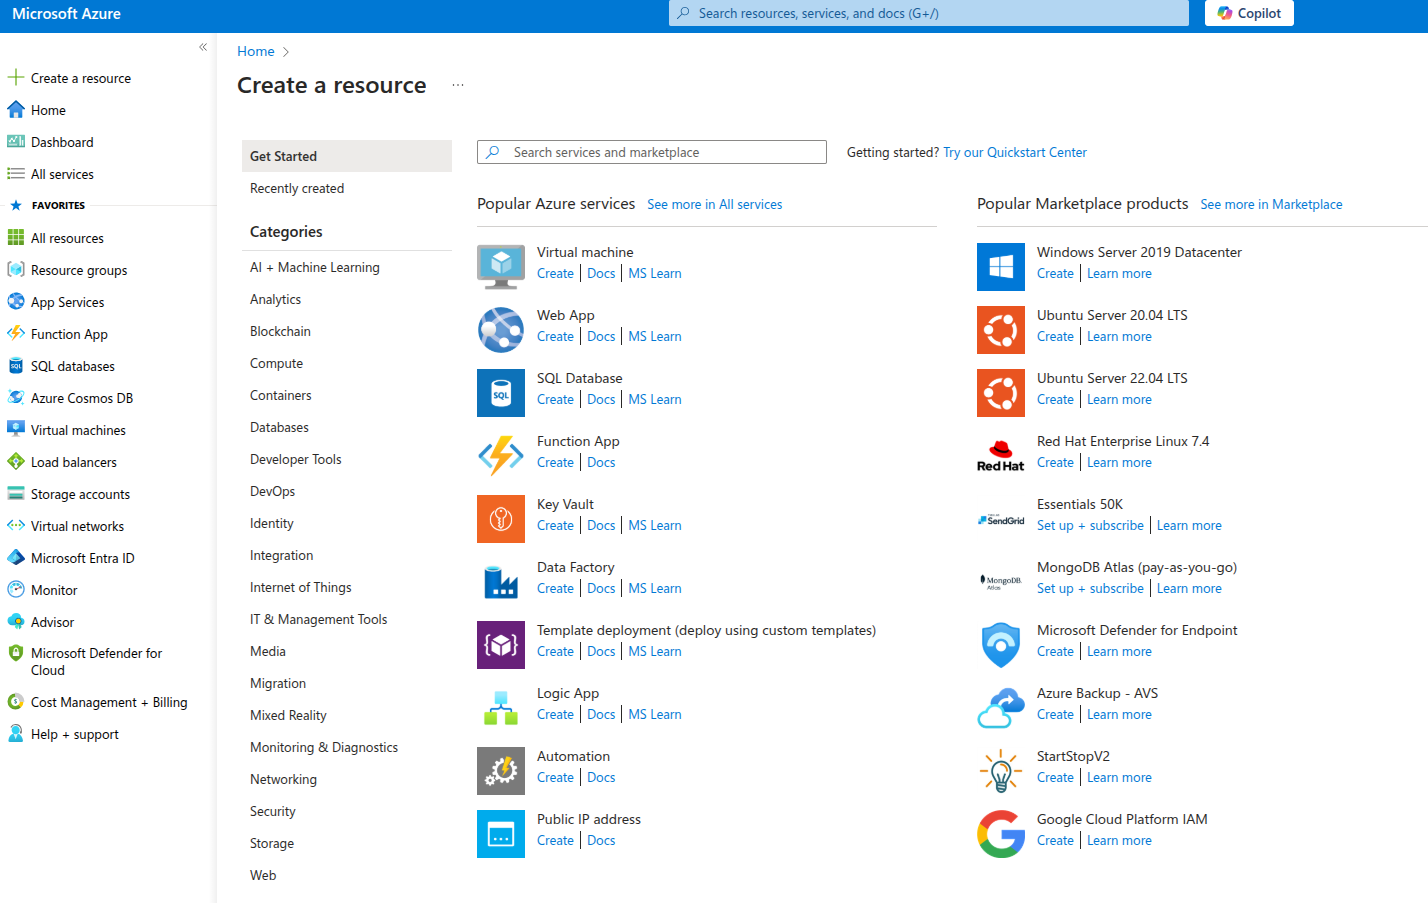 Microsoft Azure
Search resources, services, and docs (G+/)
Copilot
«
Create a resource
Home
Dashboard
All services
FAVORITES
All resources
Resource groups
App Services
Function App
SQL databases
Azure Cosmos DB
Virtual machines
Load balancers
Storage accounts
Virtual networks
Microsoft Entra ID
Monitor
Advisor
Microsoft Defender for
Cloud
Cost Management + Billing
Help + support
Home >
Create a resource ...
Get Started
Recently created
Categories
AI + Machine Learning
Analytics
Blockchain
Compute
Containers
Databases
Developer Tools
DevOps
Identity
Integration
Internet of Things
IT & Management Tools
Media
Migration
Mixed Reality
Monitoring & Diagnostics
Networking
Security
Storage
Web
Search services and marketplace
Getting started? Try our Quickstart Center
Popular Azure services See more in All services
Virtual machine
Create | Docs | MS Learn
Web App
Create | Docs | MS Learn
SQL
SQL Database
Create | Docs | MS Learn
Function App
Create | Docs
Key Vault
Create | Docs | MS Learn
Data Factory
Create | Docs | MS Learn
Template deployment (deploy using custom templates)
Create | Docs | MS Learn
Logic App
Create | Docs | MS Learn
Automation
Create | Docs
Public IP address
Create | Docs
Popular Marketplace products See more in Marketplace
Windows Server 2019 Datacenter
Create | Learn more
Ubuntu Server 20.04 LTS
Create | Learn more
Ubuntu Server 22.04 LTS
Create | Learn more
Red Hat
Red Hat Enterprise Linux 7.4
Create | Learn more
SendGrid
Essentials 50K
Set up + subscribe | Learn more
MongoDB.
Atlas
MongoDB Atlas (pay-as-you-go)
Set up + subscribe | Learn more
Microsoft Defender for Endpoint
Create | Learn more
Azure Backup - AVS
Create | Learn more
StartStopV2
Create | Learn more
Google Cloud Platform IAM
Create | Learn more